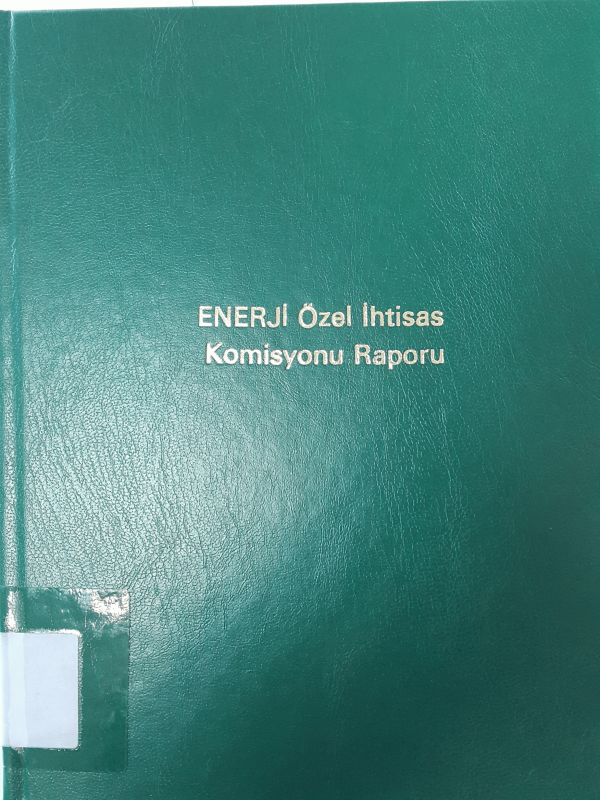 ENERJİ Özel İhtisas
Komisyonu Raporu